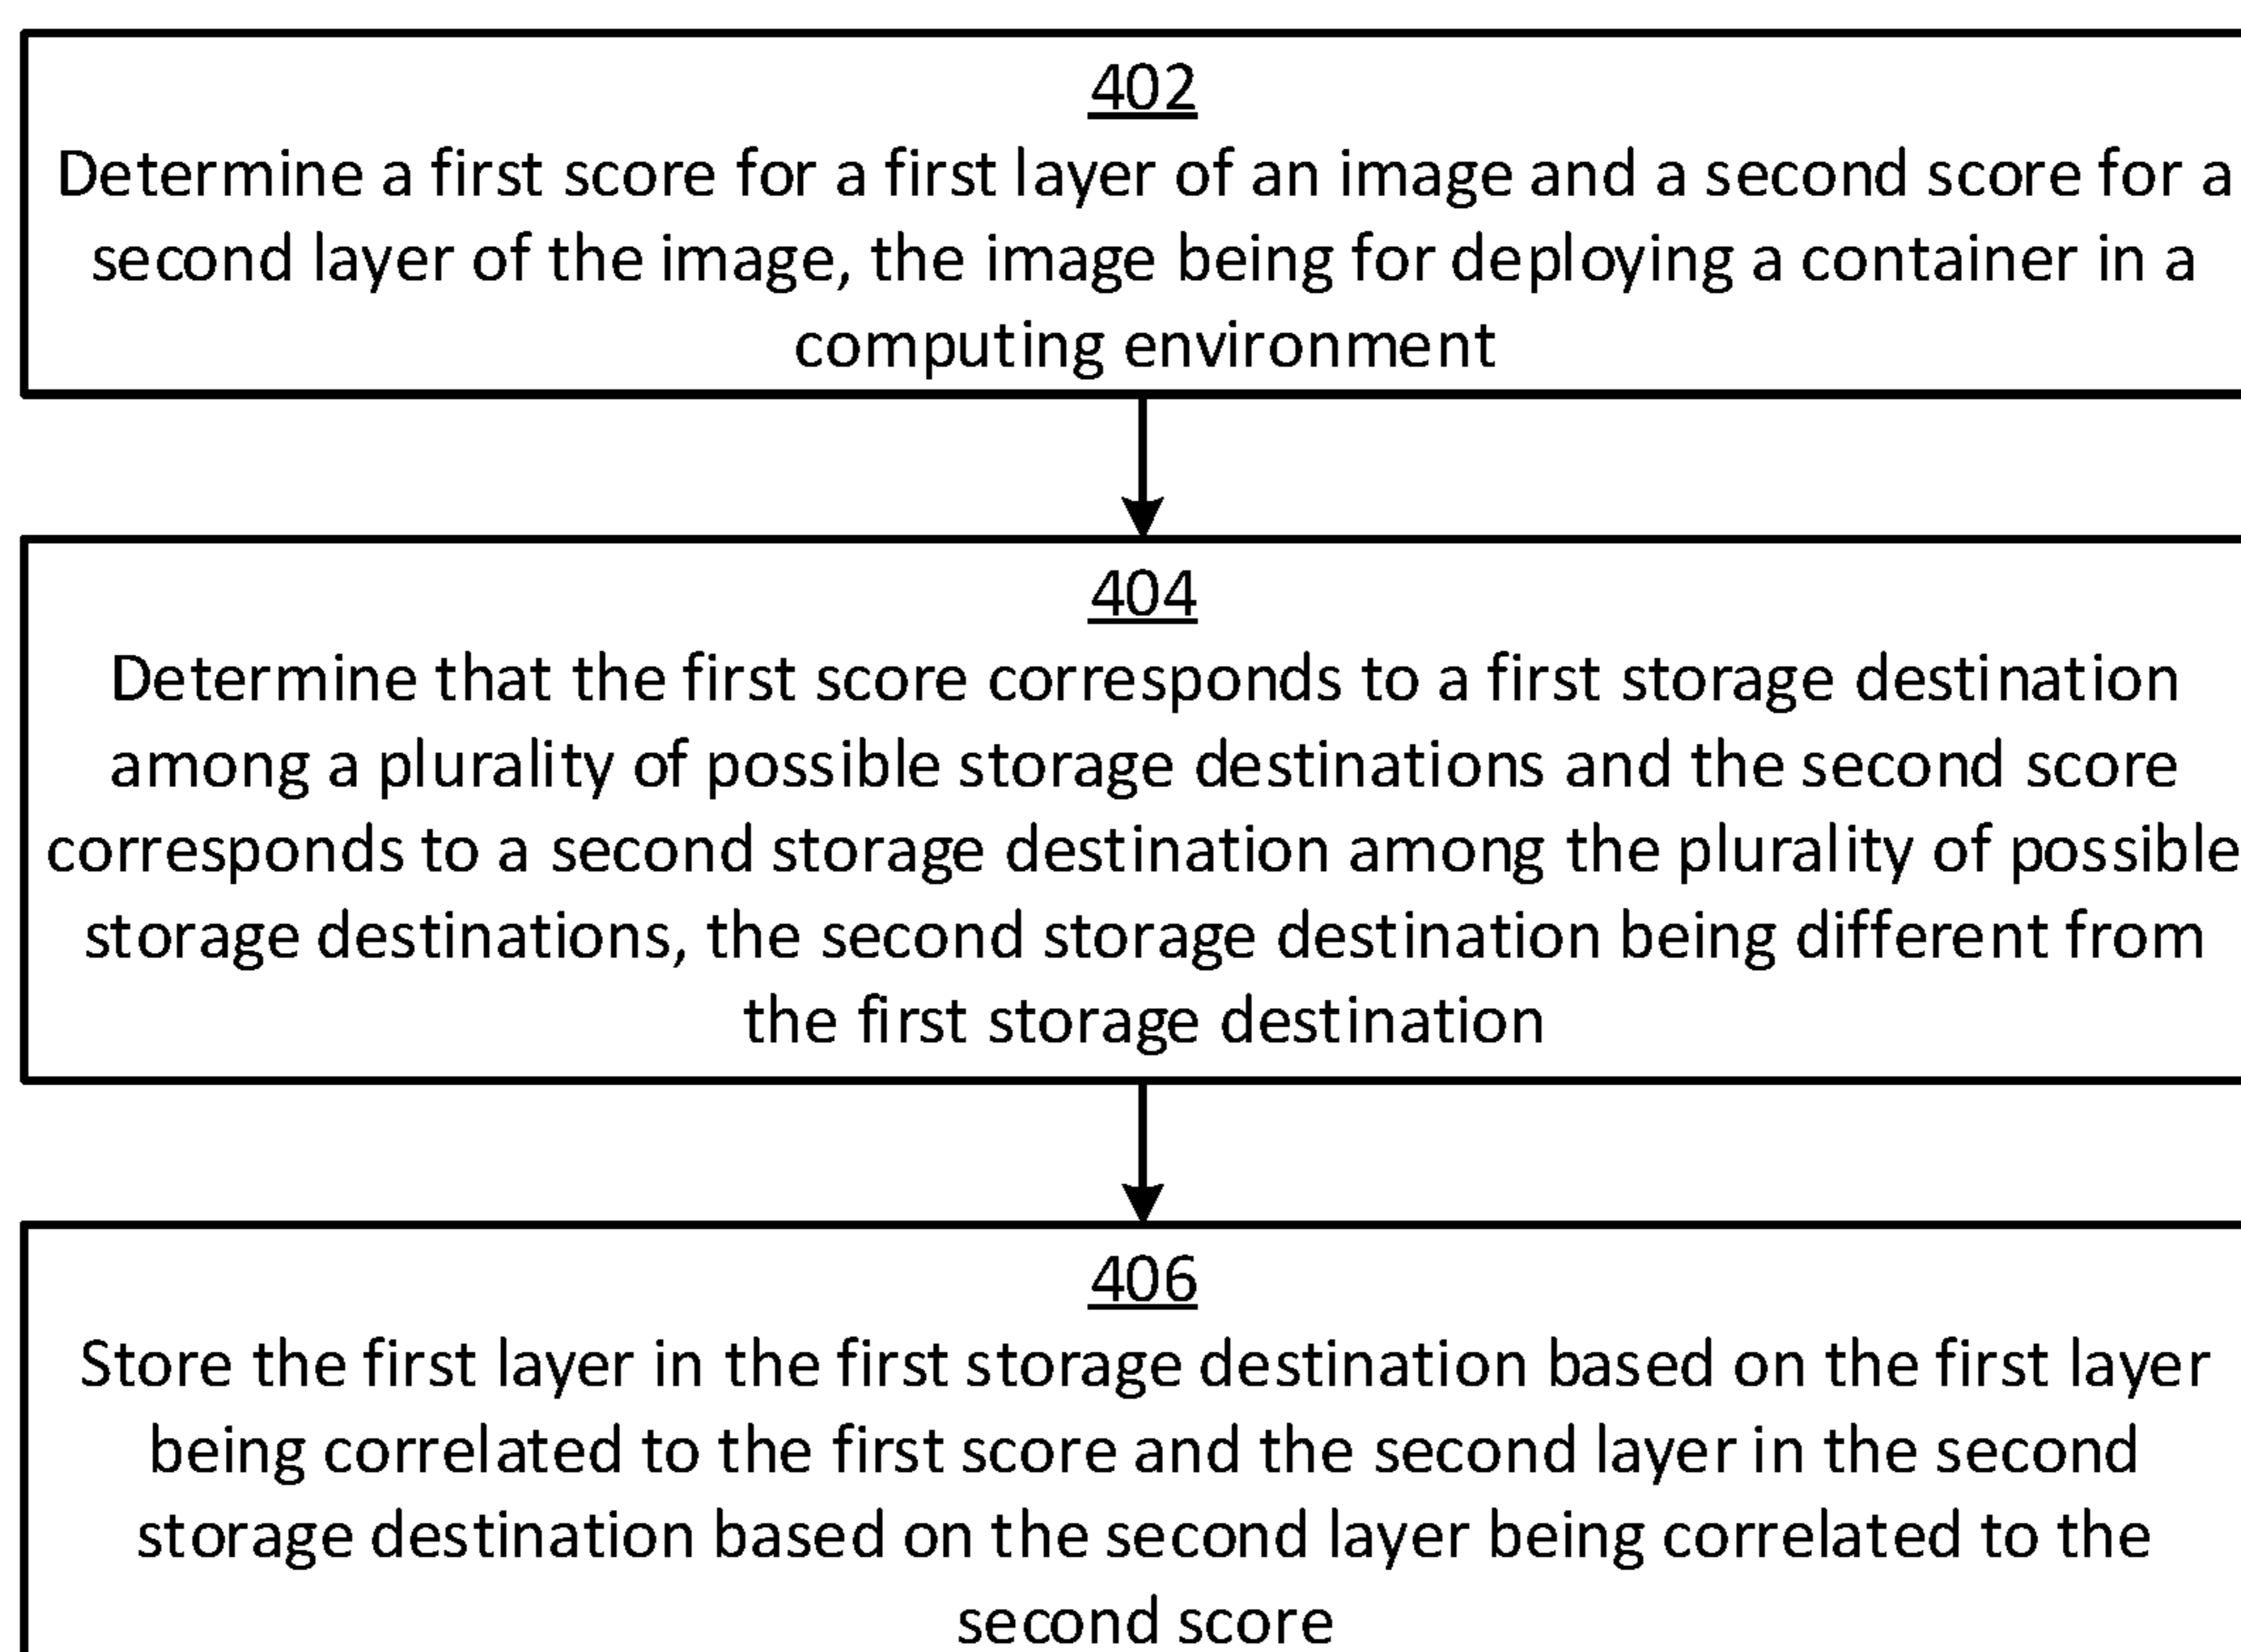 402
Determine a first score for a first layer of an image and a second score for a
second layer of the image, the image being for deploying a container in a
computing environment
404
Determine that the first score corresponds to a first storage destination
among a plurality of possible storage destinations and the second score
corresponds to a second storage destination among the plurality of possible
storage destinations, the second storage destination being different from
the first storage destination
406
Store the first layer in the first storage destination based on the first layer
being correlated to the first score and the second layer in the second
storage destination based on the second layer being correlated to the
second score